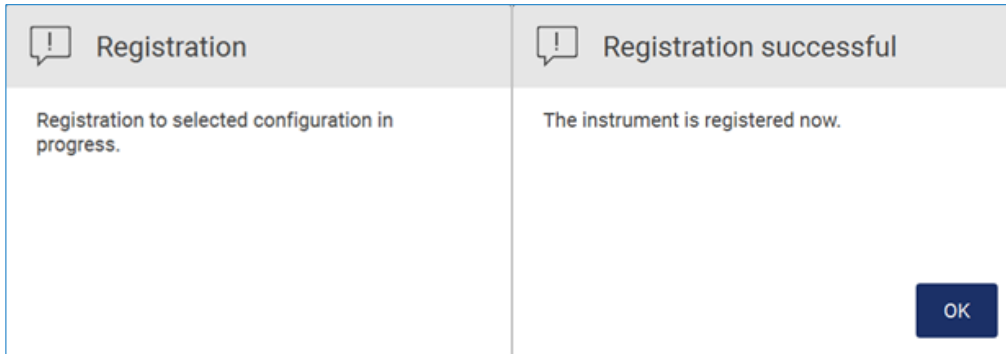 Registration
Registration to selected configuration in
progress.
Registration successful
The instrument is registered now.
OK